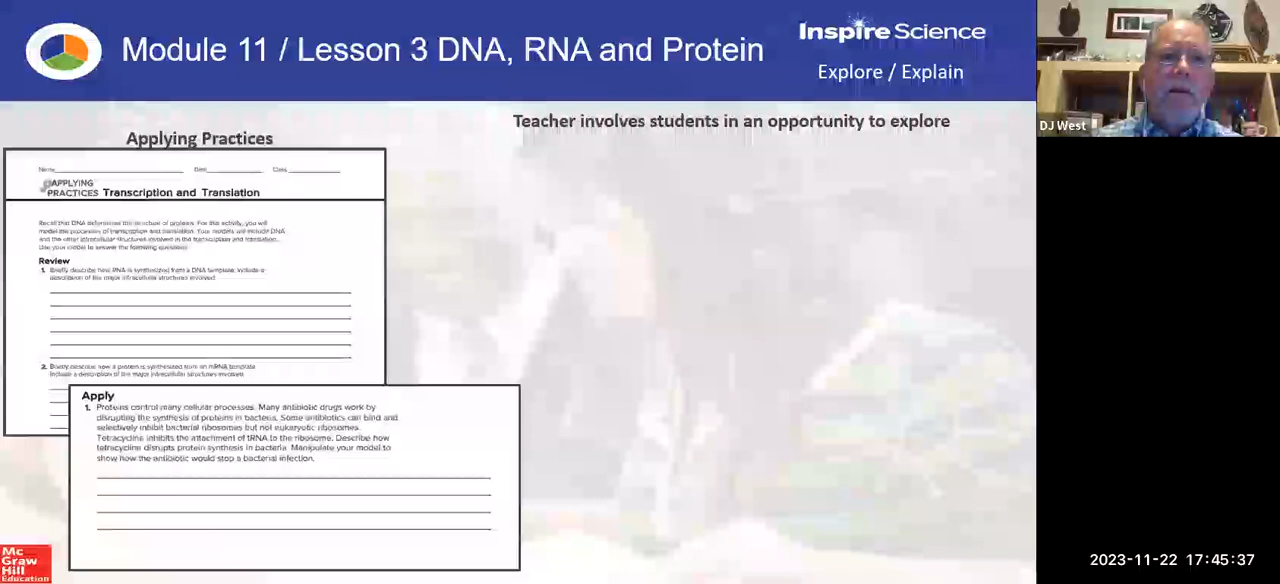 Module 11 / Lesson 3 DNA, RNA and Protein
Inspire Science
Explore / Explain
DJ West
Teacher involves students in an opportunity to explore
Applying Practices
Name
Date
Class
APPLYING
PRACTICES Transcription and Translation
Recall that DNA determines the structure of proteins. For this activity, you will
model the processes of transcription and translation. Your models will include DNA
and the other intracellular structures involved in the transcription and translation.
Use your model to answer the following questions.
Review
1. Briefly describe how RNA is synthesized from a DNA template. Include a
description of the major intracellular structures involved.
2. Briefly describe how a protein is synthesized from an mRNA template.
Include a description of the major intracellular structures involved.
Apply
1. Proteins control many cellular processes. Many antibiotic drugs work by
disrupting the synthesis of proteins in bacteria. Some antibiotics can bind and
selectively inhibit bacterial ribosomes but not eukaryotic ribosomes.
Tetracycline inhibits the attachment of tRNA to the ribosome. Describe how
tetracycline disrupts protein synthesis in bacteria. Manipulate your model to
show how the antibiotic would stop a bacterial infection.
Mc
Graw
Hill
Education
2023-11-22 17:45:37